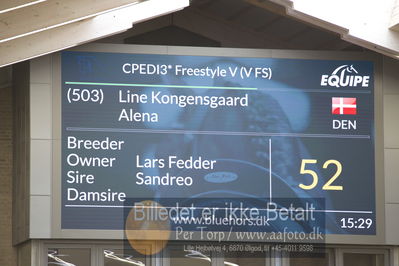 CPEDI3* Freestyle V (V FS)
EQUIPE
(503) Line Kongensgaard
Alena
DEN
Breeder
Owner Lars Fedder
Sire Sandreo
Damsire
52
www.bluehors.dk
15:29
Billedet er ikke Betalt
Per Torp / www.aafoto.dk